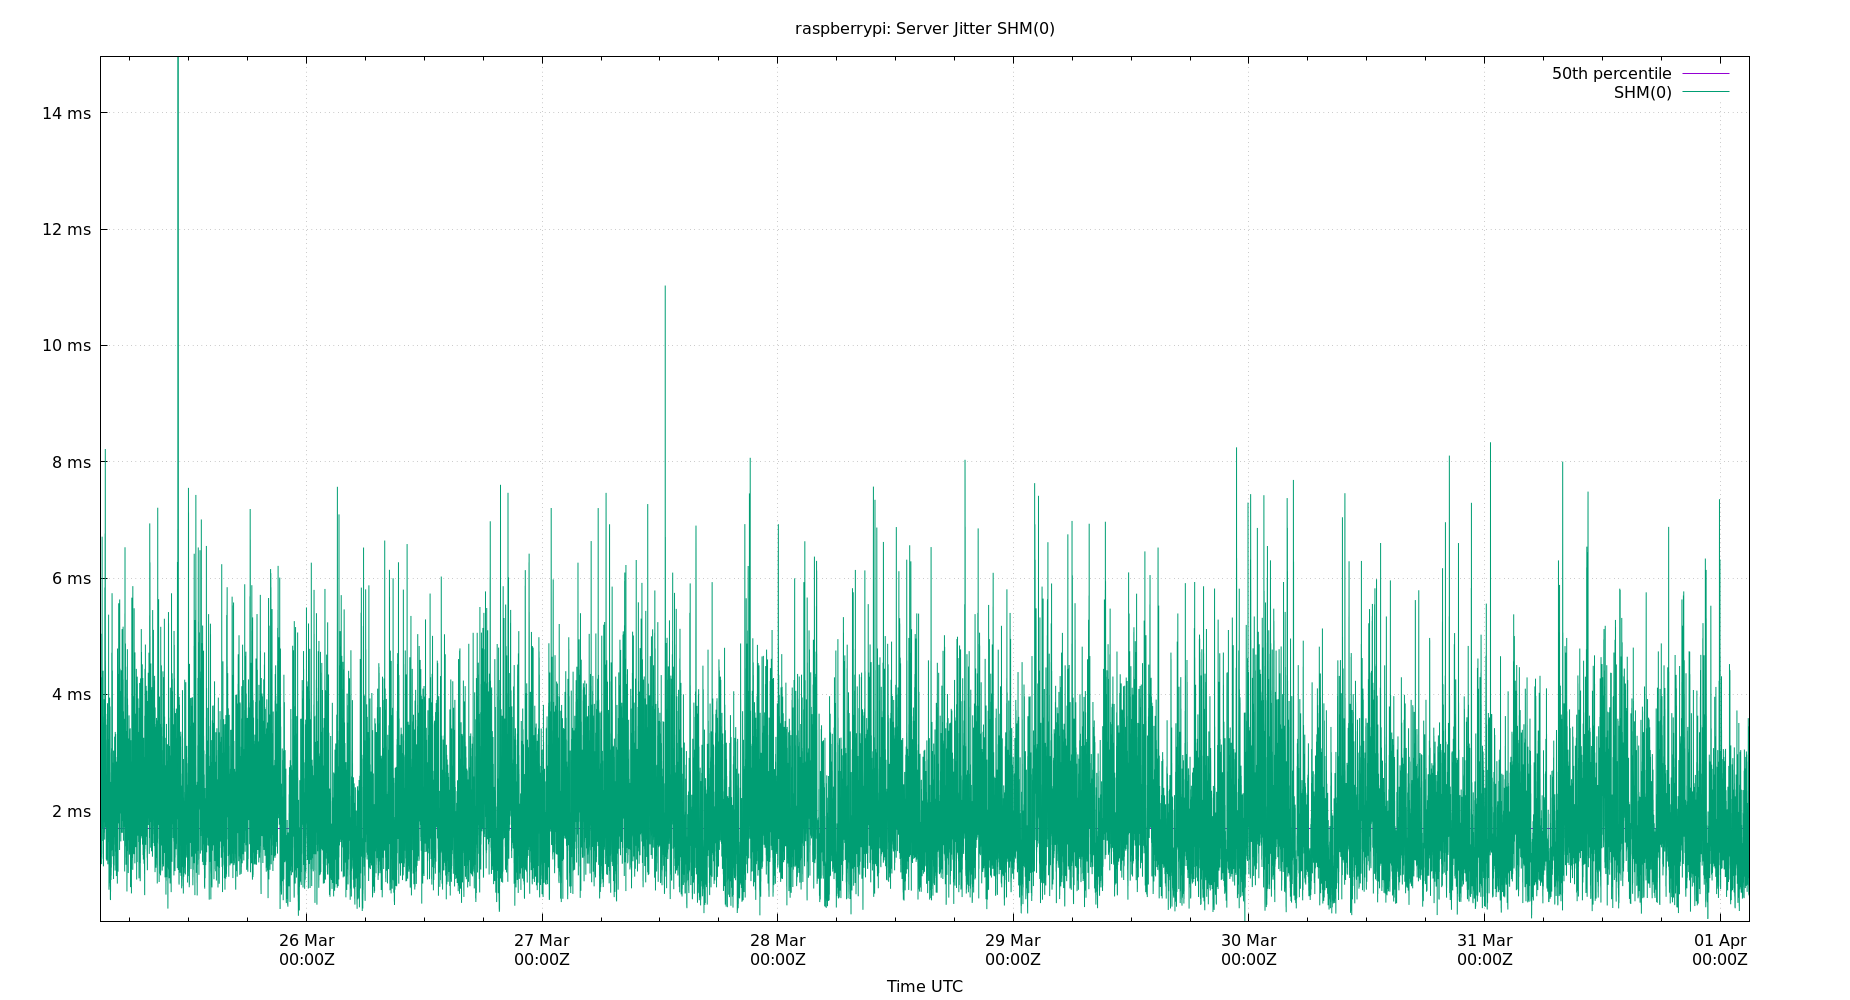 raspberrypi: Server Jitter SHM(0)
50th percentile
SHM(0)
14 ms
12 ms
10 ms
8 ms
6 ms
4 ms
2 ms
26 Mar
00:00Z
27 Mar
00:00Z
28 Mar
00:00Z
29 Mar
00:00Z
30 Mar
00:00Z
31 Mar
00:00Z
01 Apr
00:00Z
Time UTC